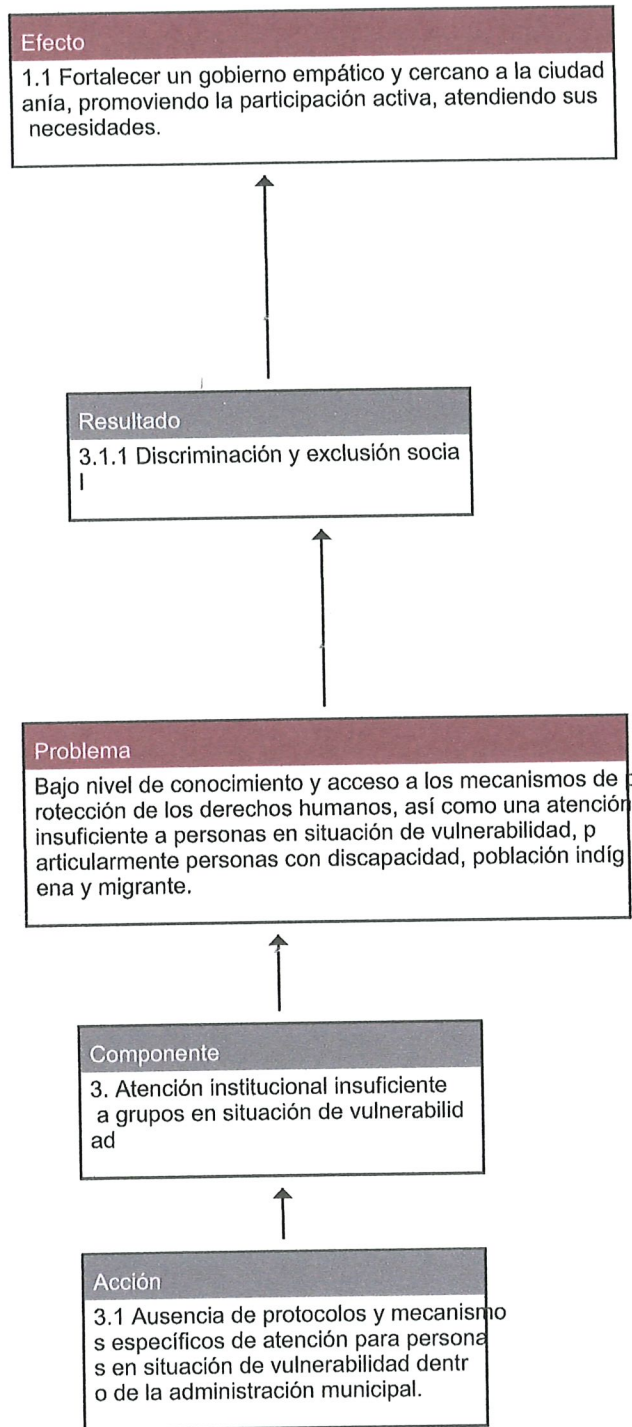 Efecto
1.1 Fortalecer un gobierno empático y cercano a la ciudad
anía, promoviendo la participación activa, atendiendo sus
necesidades.
Resultado
3.1.1 Discriminación y exclusión socia
l
Problema
Bajo nivel de conocimiento y acceso a los mecanismos de p
rotección de los derechos humanos, así como una atención
insuficiente a personas en situación de vulnerabilidad, p
articularmente personas con discapacidad, población indíg
ena y migrante.
Componente
3. Atención institucional insuficiente
a grupos en situación de vulnerabilid
ad
Acción
3.1 Ausencia de protocolos y mecanismo
s específicos de atención para persona
s en situación de vulnerabilidad dentr
o de la administración municipal.